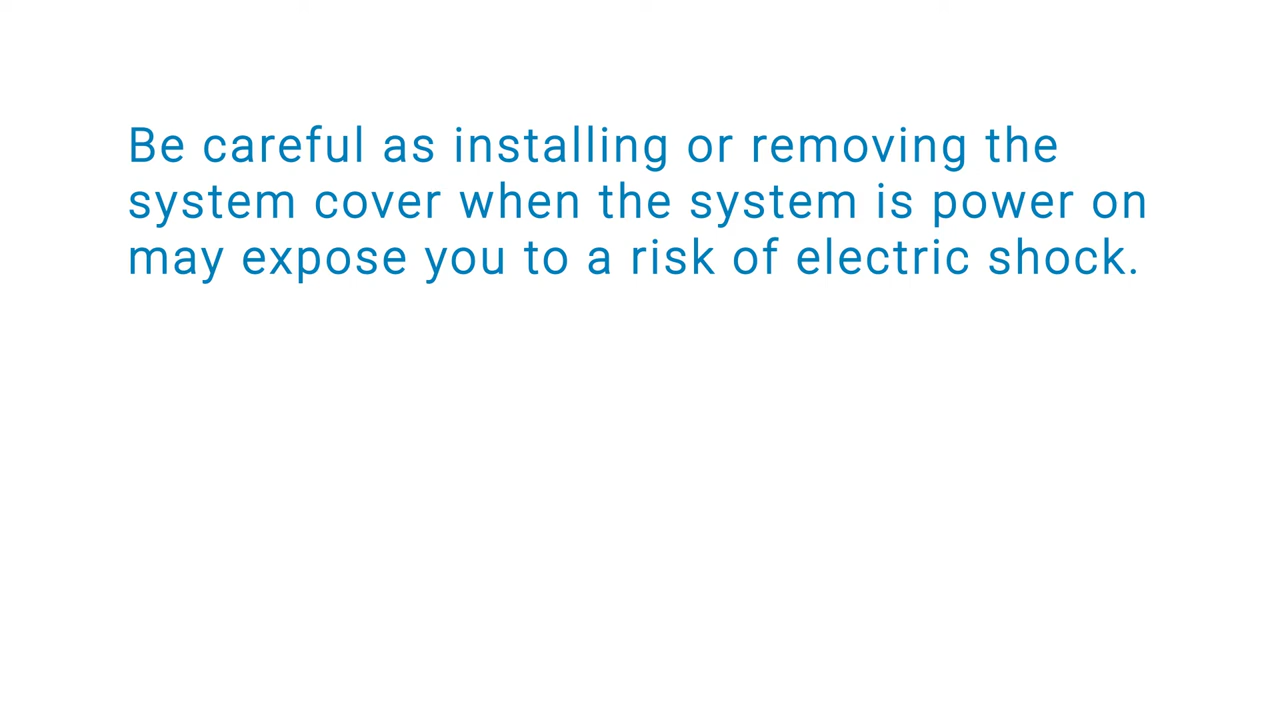 Be careful as installing or removing the
system cover when the system is power on
may expose you to a risk of electric shock.